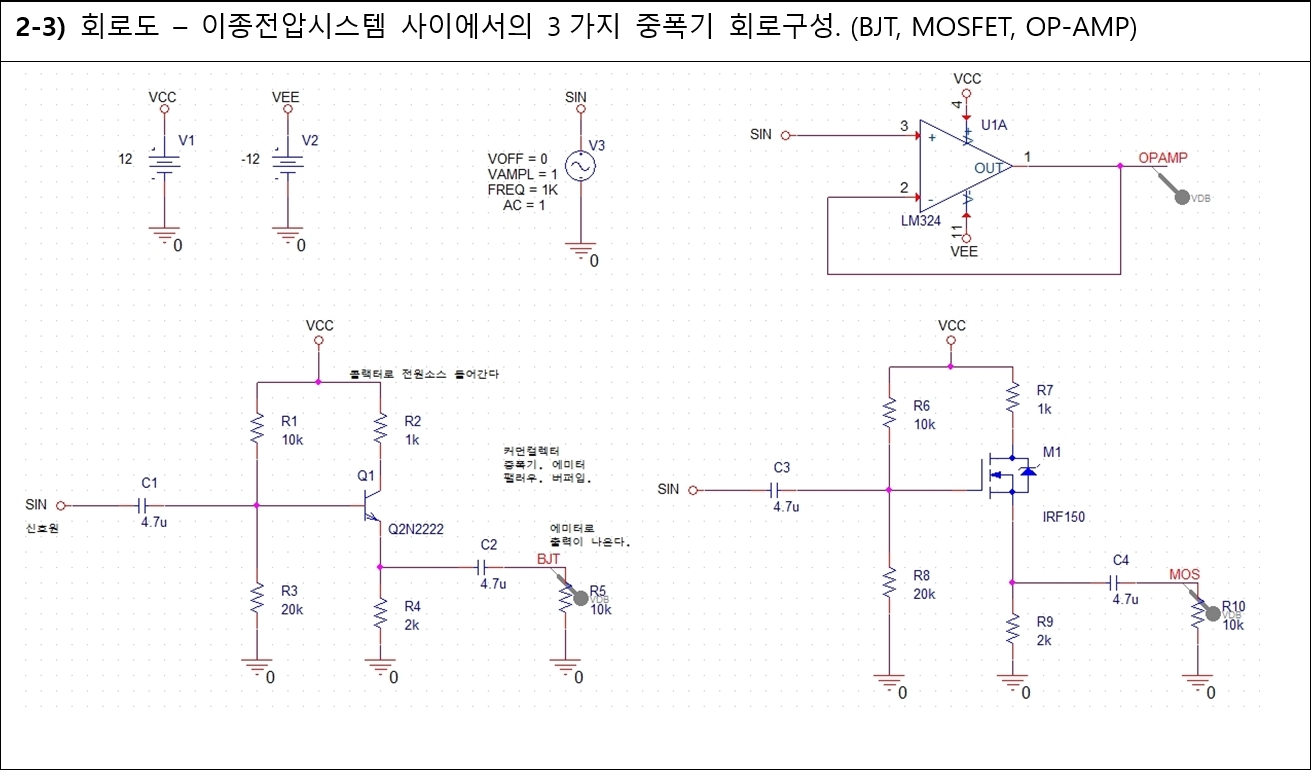 2-3) 회로도 – 이종전압시스템 사이에서의 3 가지 중폭기 회로구성. (BJT, MOSFET, OP-AMP)
VCC
V1
12
0
VEE
V2
-12
0
SIN
V3
VOFF = 0
VAMPL = 1
FREQ = 1K
AC = 1
0
VCC
4
U1A
SIN
3
+
V+
OUT
1
OPAMP
VDB
2
-
V-
LM324
11
VEE
VCC
콜랙터로 전원소스 들어간다
R1
10k
R2
1k
커먼컬렉터
증폭기. 에미터
팰러우. 버퍼임.
Q1
Q2N2222
SIN
신호원
C1
4.7u
에미터로
출력이 나온다.
C2
4.7u
BJT
VDB
R5
10k
R3
20k
R4
2k
0
0
0
VCC
R6
10k
R7
1k
M1
IRF150
SIN
C3
4.7u
R8
20k
R9
2k
C4
4.7u
MOS
VDB
R10
10k
0
0
0